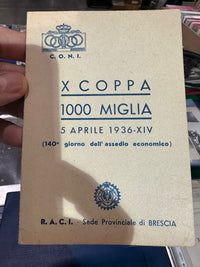 C. O. N. I.
X COPPA
1000 MIGLIA
5 APRILE 1936-XIV
(140° giorno dell'assedio economico)
R. A. C. I. - Sede Provinciale di BRESCIA